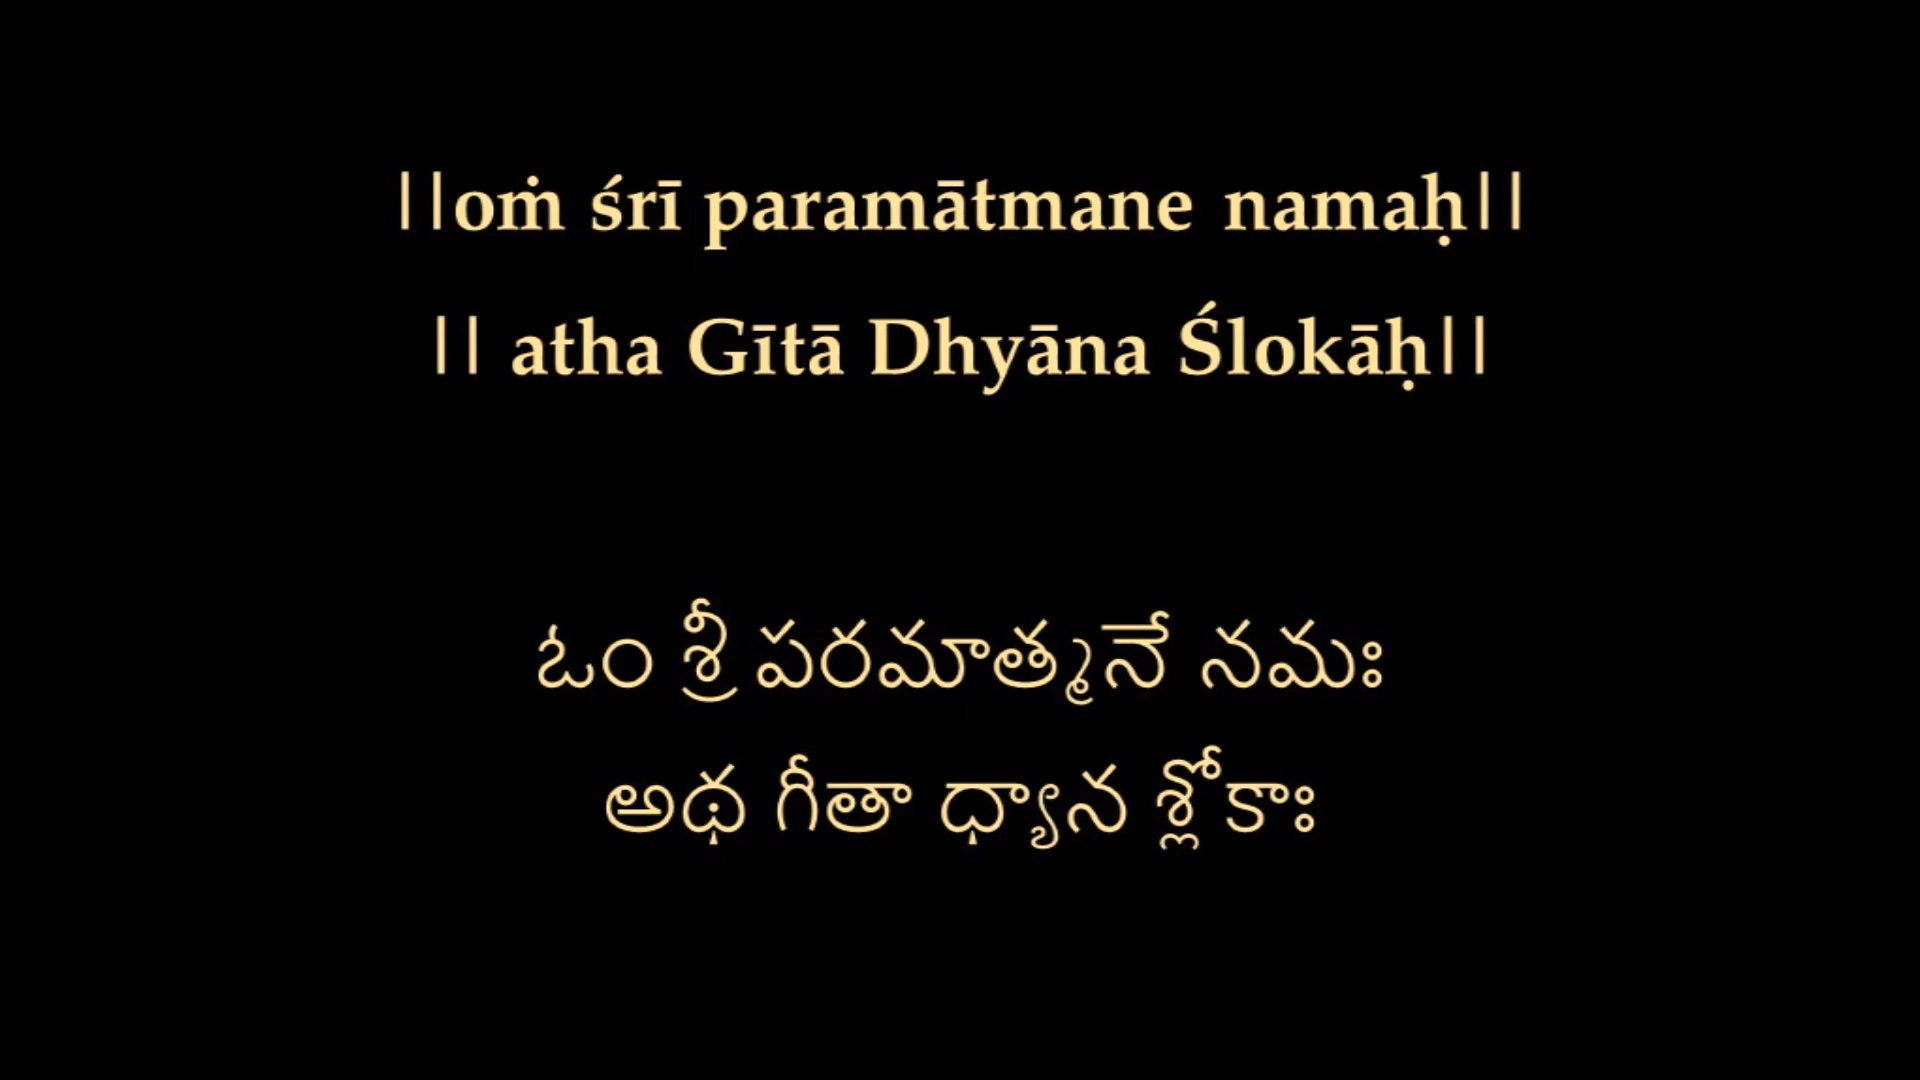 ||oṁ śrī paramātmane namaḥ||
|| atha Gītā Dhyāna Ślokāḥ||
ఓం శ్రీ పరమాత్మనే నమః
అథ గీతా ధ్యాన శ్లోకాః